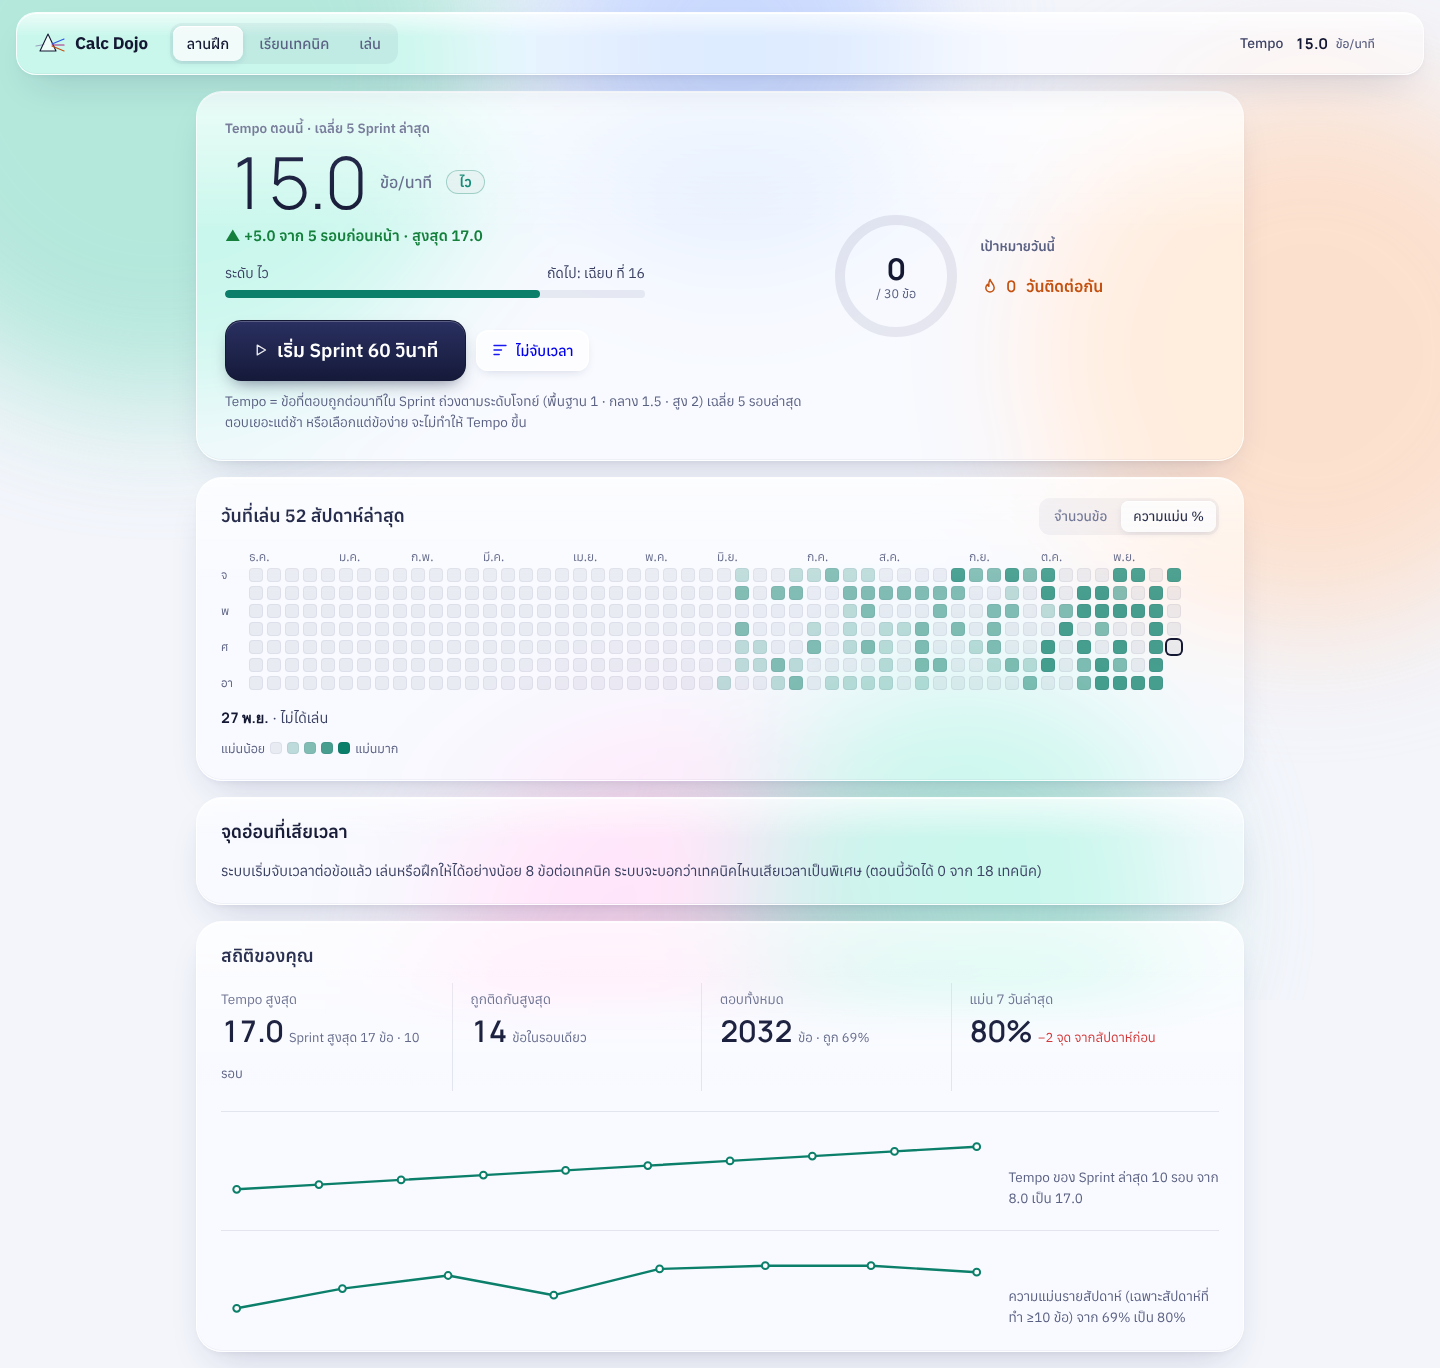 Calc Dojo ลานฝึก เรียนเทคนิค เล่น Tempo 15.0 ข้อ/นาที
Tempo ตอนนี้ · เฉลี่ย 5 Sprint ล่าสุด
15.0 ข้อ/นาที ไว
▲ +5.0 จาก 5 รอบก่อนหน้า · สูงสุด 17.0
ระดับ ไว ถัดไป: เฉียบ ที่ 16
เริ่ม Sprint 60 วินาที ไม่จับเวลา
Tempo = ข้อที่ตอบถูกต่อนาทีใน Sprint ถ่วงตามระดับโจทย์ (พื้นฐาน 1 · กลาง 1.5 · สูง 2) เฉลี่ย 5 รอบล่าสุด
ตอบเยอะแต่ช้า หรือเลือกแต่ข้อง่าย จะไม่ทำให้ Tempo ขึ้น
0
/ 30 ข้อ
เป้าหมายวันนี้
0 วันติดต่อกัน
วันที่เล่น 52 สัปดาห์ล่าสุด จำนวนข้อ ความแม่น %
ธ.ค. ม.ค. ก.พ. มี.ค. เม.ย. พ.ค. มิ.ย. ก.ค. ส.ค. ก.ย. ต.ค. พ.ย.
จ
พ
ศ
อา
27 พ.ย. · ไม่ได้เล่น
แม่นน้อย แม่นมาก
จุดอ่อนที่เสียเวลา
ระบบเริ่มจับเวลาต่อข้อแล้ว เล่นหรือฝึกให้ได้อย่างน้อย 8 ข้อต่อเทคนิค ระบบจะบอกว่าเทคนิคไหนเสียเวลาเป็นพิเศษ (ตอนนี้วัดได้ 0 จาก 18 เทคนิค)
สถิติของคุณ
Tempo สูงสุด
17.0 Sprint สูงสุด 17 ข้อ · 10
รอบ
ถูกติดกันสูงสุด
14 ข้อในรอบเดียว
ตอบทั้งหมด
2032 ข้อ · ถูก 69%
แม่น 7 วันล่าสุด
80% −2 จุด จากสัปดาห์ก่อน
Tempo ของ Sprint ล่าสุด 10 รอบ จาก
8.0 เป็น 17.0
ความแม่นรายสัปดาห์ (เฉพาะสัปดาห์ที่
ทำ ≥10 ข้อ) จาก 69% เป็น 80%